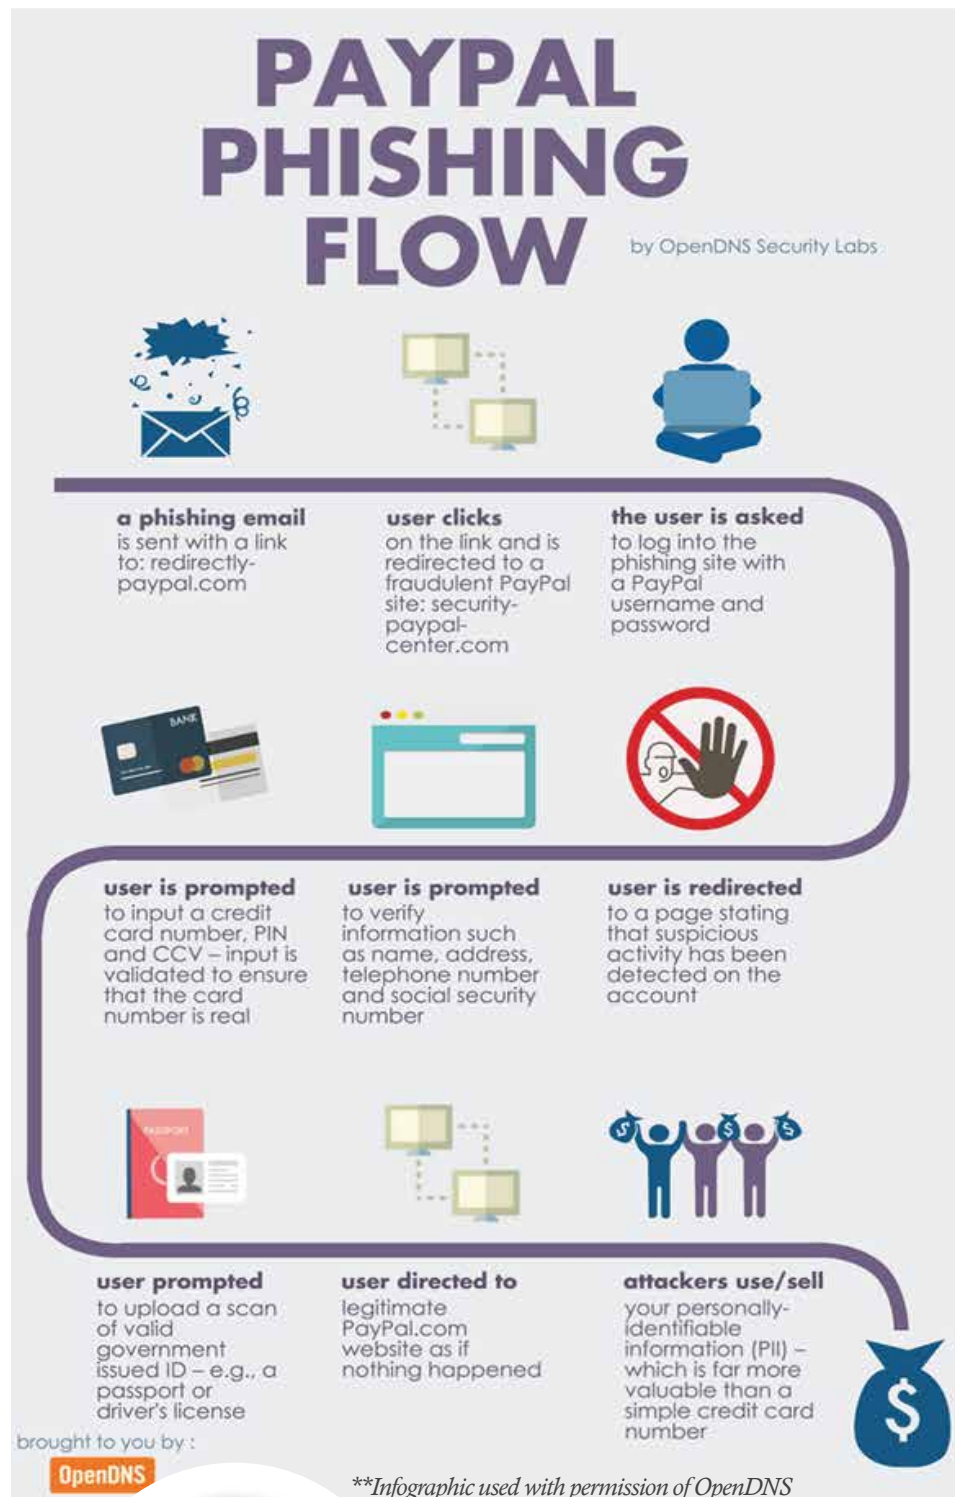 PAYPAL
PHISHING
FLOW
by OpenDNS Security Labs
a phishing email
is sent with a link
to: redirectly-
paypal.com
user clicks
on the link and is
redirected to a
fraudulent PayPal
site: security-
paypal-
center.com
the user is asked
to log into the
phishing site with
a PayPal
username and
password
BANK
user is redirected
to a page stating
that suspicious
activity has been
detected on the
account
user is prompted
to verify
information such
as name, address,
telephone number
and social security
number
user is prompted
to input a credit
card number, PIN
and CCV – input is
validated to ensure
that the card
number is real
PASSPORT
$
$
$
user prompted
to upload a scan
of valid
government
issued ID – e.g., a
passport or
driver's license
user directed to
legitimate
PayPal.com
website as if
nothing happened
attackers use/sell
your personally-
identifiable
information (PII) –
which is far more
valuable than a
simple credit card
number
$
brought to you by :
OpenDNS
**Infographic used with permission of OpenDNS